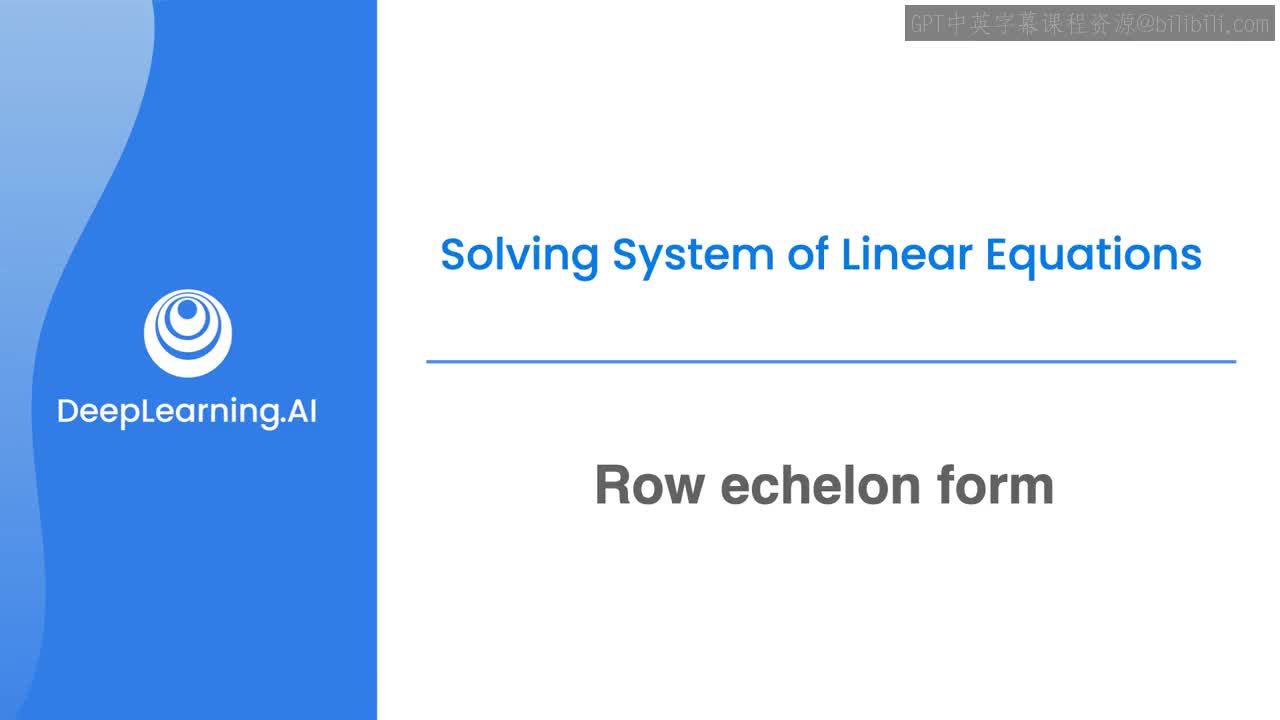 GPT中英字幕课程资源@bilibili.com
Solving System of Linear Equations
DeepLearning.AI
Row echelon form